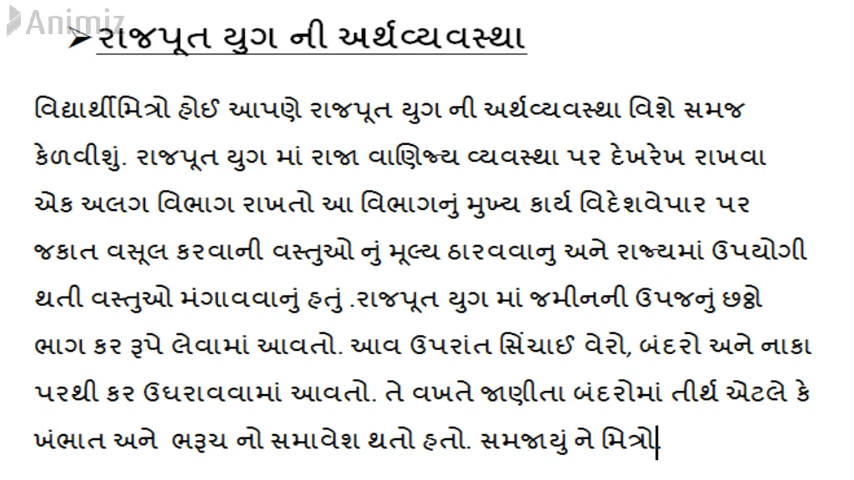 Animiz
➢ રાજપૂત યુગ ની અર્થવ્યવસ્થા
વિદ્યાર્થીમિત્રો હોઈ આપણે રાજપૂત યુગ ની અર્થવ્યવસ્થા વિશે સમજ
કેળવીશું. રાજપૂત યુગ માં રાજા વાણિજ્ય વ્યવસ્થા પર દેખરેખ રાખવા
એક અલગ વિભાગ રાખતો આ વિભાગનું મુખ્ય કાર્ય વિદેશવેપાર પર
જકાત વસૂલ કરવાની વસ્તુઓ નું મૂલ્ય ઠારવવાનુ અને રાજ્યમાં ઉપયોગી
થતી વસ્તુઓ મંગાવવાનું હતું .રાજપૂત યુગ માં જમીનની ઉપજનું છઠ્ઠો
ભાગ કર રૂપે લેવામાં આવતો. આવ ઉપરાંત સિંચાઈ વેરો, બંદરો અને નાકા
પરથી કર ઉઘરાવવામાં આવતો. તે વખતે જાણીતા બંદરોમાં તીર્થ એટલે કે
ખંભાત અને ભરૂચ નો સમાવેશ થતો હતો. સમજાયું ને મિત્રો.